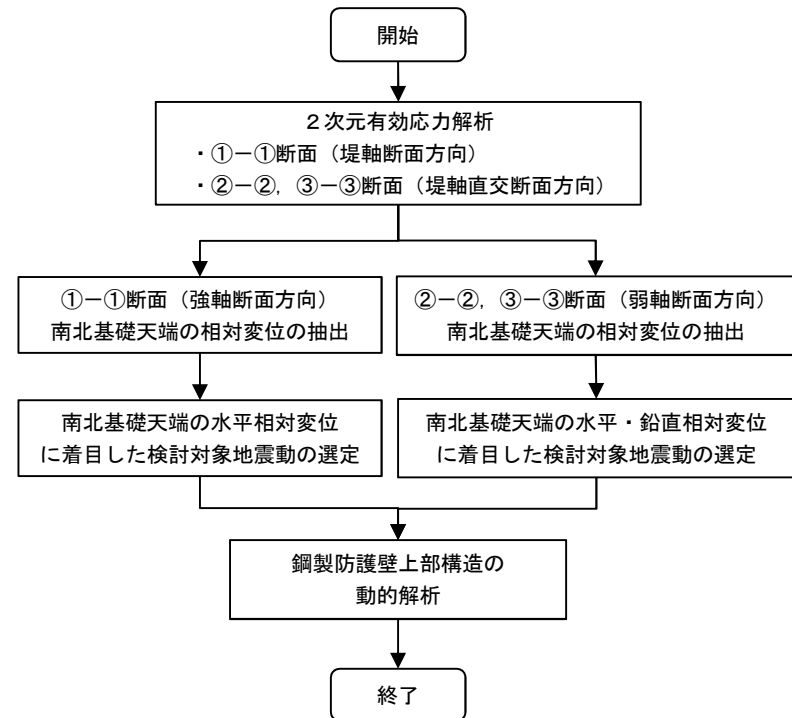 開始
２次元有効応力解析
・①－①断面（堤軸断面方向）
・②－②，③－③断面（堤軸直交断面方向）
①－①断面（強軸断面方向）
南北基礎天端の相対変位の抽出
②－②，③－③断面（弱軸断面方向）
南北基礎天端の相対変位の抽出
南北基礎天端の水平相対変位
に着目した検討対象地震動の選定
南北基礎天端の水平・鉛直相対変位
に着目した検討対象地震動の選定
鋼製防護壁上部構造の
動的解析
終了